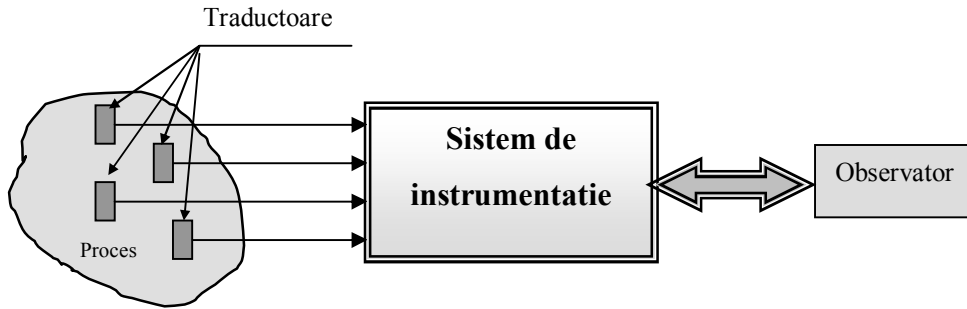 Traductoare
Sistem de
instrumentatie
Observator
Proces